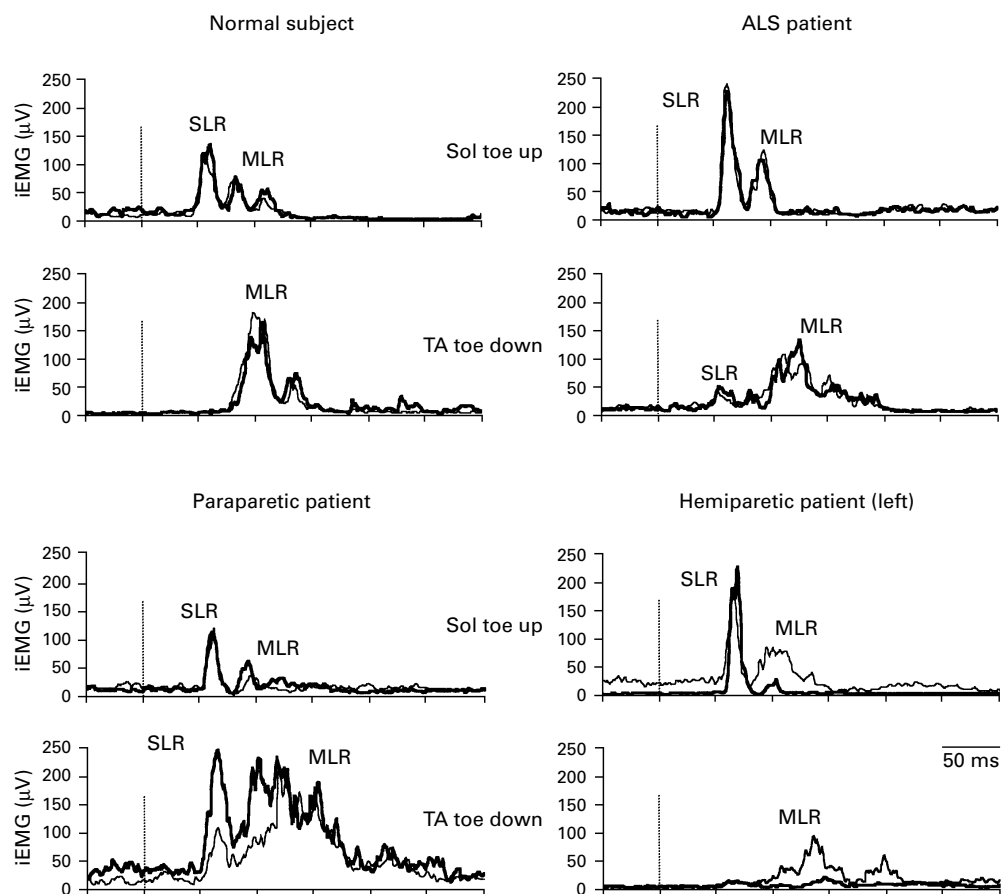 Normal subject
ALS patient
iEMG (μV)
250
200
150
100
50
0
SLR
MLR
Sol toe up
250
200
150
100
50
0
SLR
MLR
iEMG (μV)
250
200
150
100
50
0
MLR
TA toe down
250
200
150
100
50
0
SLR
MLR
Paraparetic patient
Hemiparetic patient (left)
iEMG (μV)
250
200
150
100
50
0
SLR
MLR
Sol toe up
250
200
150
100
50
0
SLR
MLR
iEMG (μV)
250
200
150
100
50
0
SLR
MLR
TA toe down
250
200
150
100
50
0
MLR
50 ms